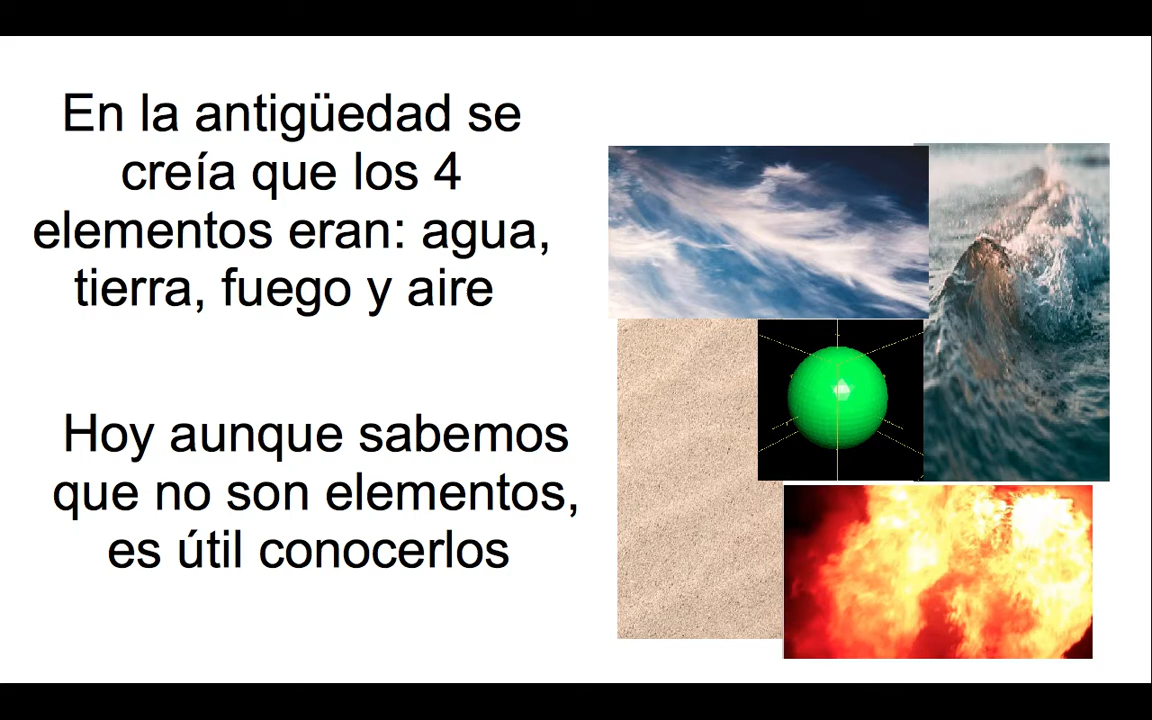 En la antigüedad se
creía que los 4
elementos eran: agua,
tierra, fuego y aire
Hoy aunque sabemos
que no son elementos,
es útil conocerlos